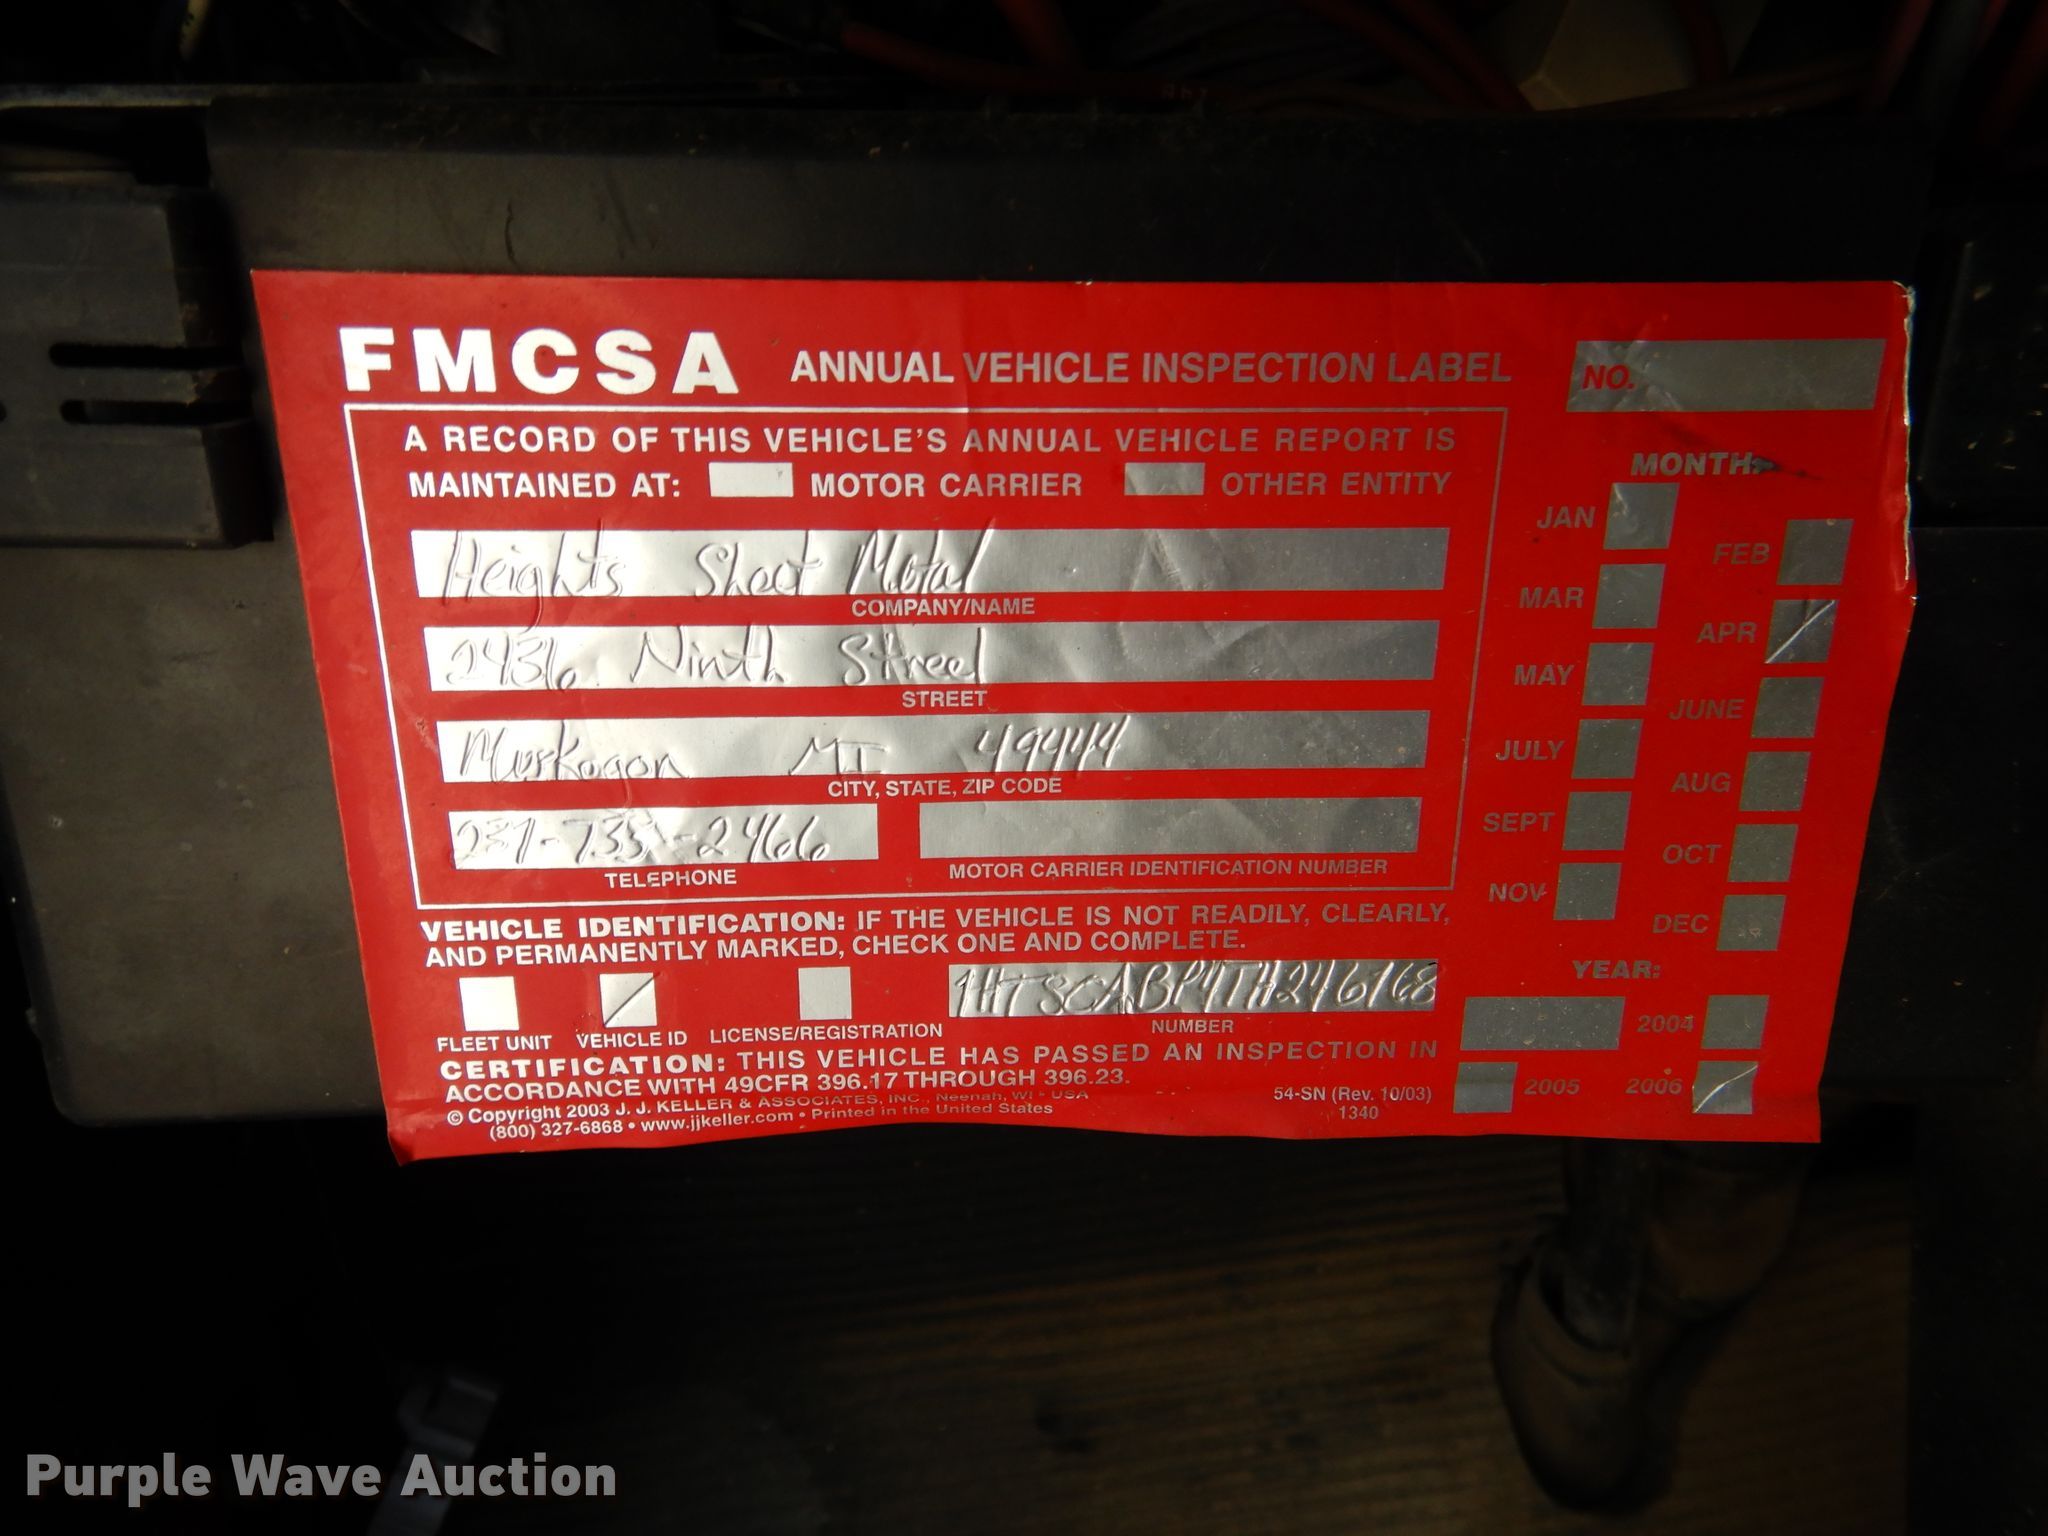 FMCSA ANNUAL VEHICLE INSPECTION LABEL
NO.
A RECORD OF THIS VEHICLE'S ANNUAL VEHICLE REPORT IS
MAINTAINED AT: MOTOR CARRIER OTHER ENTITY
Heights Sheet Metal
COMPANY/NAME
2436 Ninth Street
STREET
Muskegon MI 49444
CITY, STATE, ZIP CODE
TELEPHONE
MOTOR CARRIER IDENTIFICATION NUMBER
VEHICLE IDENTIFICATION: IF THE VEHICLE IS NOT READILY, CLEARLY,
AND PERMANENTLY MARKED, CHECK ONE AND COMPLETE.
1HTSCABP4TH246168
FLEET UNIT VEHICLE ID LICENSE/REGISTRATION NUMBER
CERTIFICATION: THIS VEHICLE HAS PASSED AN INSPECTION IN
ACCORDANCE WITH 49CFR 396.17 THROUGH 396.23.
© Copyright 2003 J. J. KELLER & ASSOCIATES, INC., Neenah, WI • USA
(800) 327-6868 • www.jjkeller.com • Printed in the United States
54-SN (Rev. 10/03)
1340
MONTH:
JAN
FEB
MAR
APR
MAY
JUNE
JULY
AUG
SEPT
OCT
NOV
DEC
YEAR:
2004
2005
2006
Purple Wave Auction